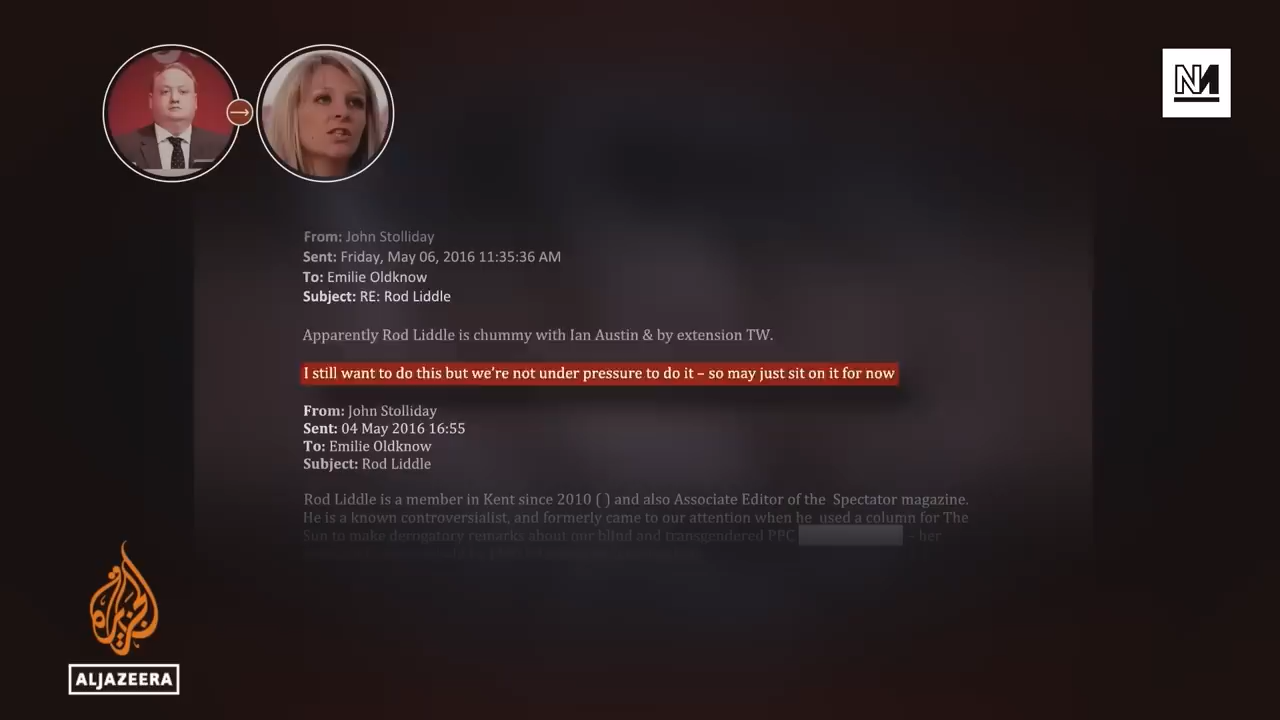 NM
From: John Stolliday
Sent: Friday, May 06, 2016 11:35:36 AM
To: Emilie Oldknow
Subject: RE: Rod Liddle
Apparently Rod Liddle is chummy with Ian Austin & by extension TW.
I still want to do this but we're not under pressure to do it – so may just sit on it for now
From: John Stolliday
Sent: 04 May 2016 16:55
To: Emilie Oldknow
Subject: Rod Liddle
Rod Liddle is a member in Kent since 2010 ( ) and also Associate Editor of the Spectator magazine.
He is a known controversialist, and formerly came to our attention when he used a column for The
Sun to make derogatory remarks about our blind and transgendered PPC – her
الجزيرة
ALJAZEERA